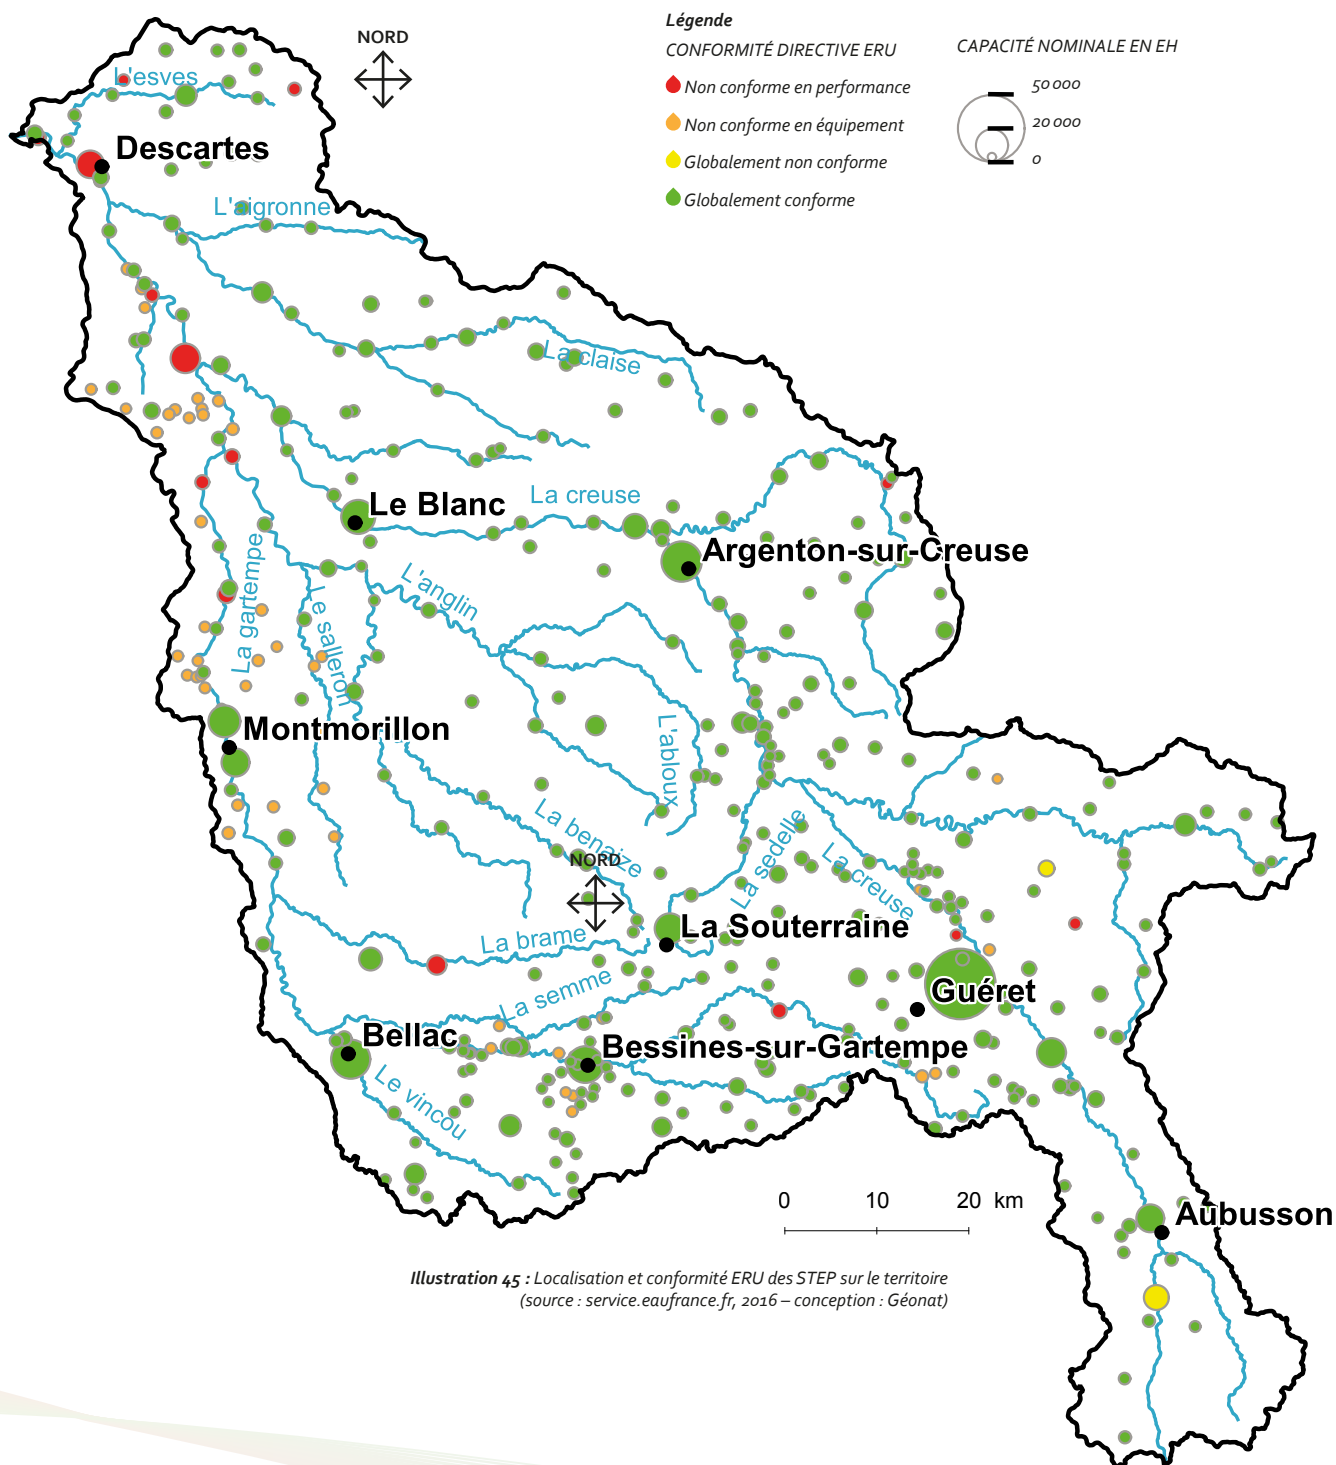 Légende
CONFORMITÉ DIRECTIVE ERU
Non conforme en performance
Non conforme en équipement
Globalement non conforme
Globalement conforme
CAPACITÉ NOMINALE EN EH
50 000
20 000
0
NORD
L'esves
Descartes
L'aigronne
La claise
Le Blanc
La creuse
Argenton-sur-Creuse
La gartempe
Le salleron
L'anglin
Montmorillon
L'abloux
La benaize
NORD
La sedelle
La creuse
La brame
La Souterraine
La semme
Guéret
Bellac
Bessines-sur-Gartempe
Le vincou
0 10 20 km
Aubusson
Illustration 45 : Localisation et conformité ERU des STEP sur le territoire
(source : service.eaufrance.fr, 2016 – conception : Géonat)